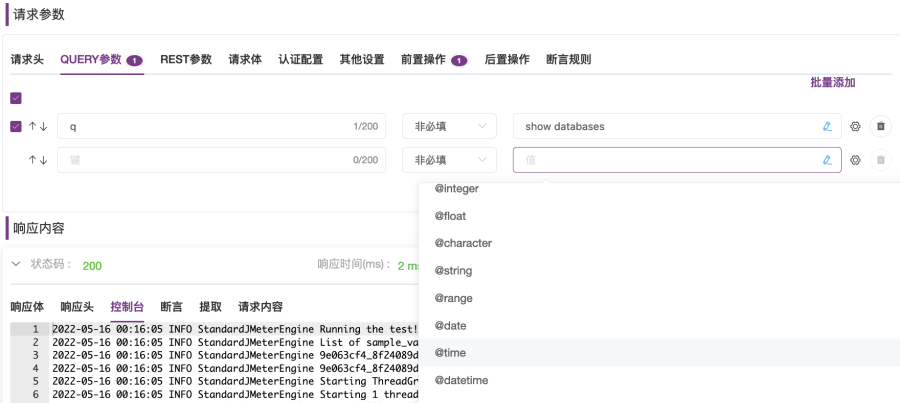 请求参数
请求头 QUERY参数 1 REST参数 请求体 认证配置 其他设置 前置操作 1 后置操作 断言规则
批量添加
q 1/200 非必填 show databases
键 0/200 非必填 值
@integer
@float
@character
@string
@range
@date
@time
@datetime
响应内容
状态码： 200 响应时间(ms)： 2 ms
响应体 响应头 控制台 断言 提取 请求内容
1 2022-05-16 00:16:05 INFO StandardJMeterEngine Running the test!
2 2022-05-16 00:16:05 INFO StandardJMeterEngine List of sample_va
3 2022-05-16 00:16:05 INFO StandardJMeterEngine 9e063cf4_8f24089d
4 2022-05-16 00:16:05 INFO StandardJMeterEngine 9e063cf4_8f24089d
5 2022-05-16 00:16:05 INFO StandardJMeterEngine Starting ThreadGr
6 2022-05-16 00:16:05 INFO StandardJMeterEngine Starting 1 thread